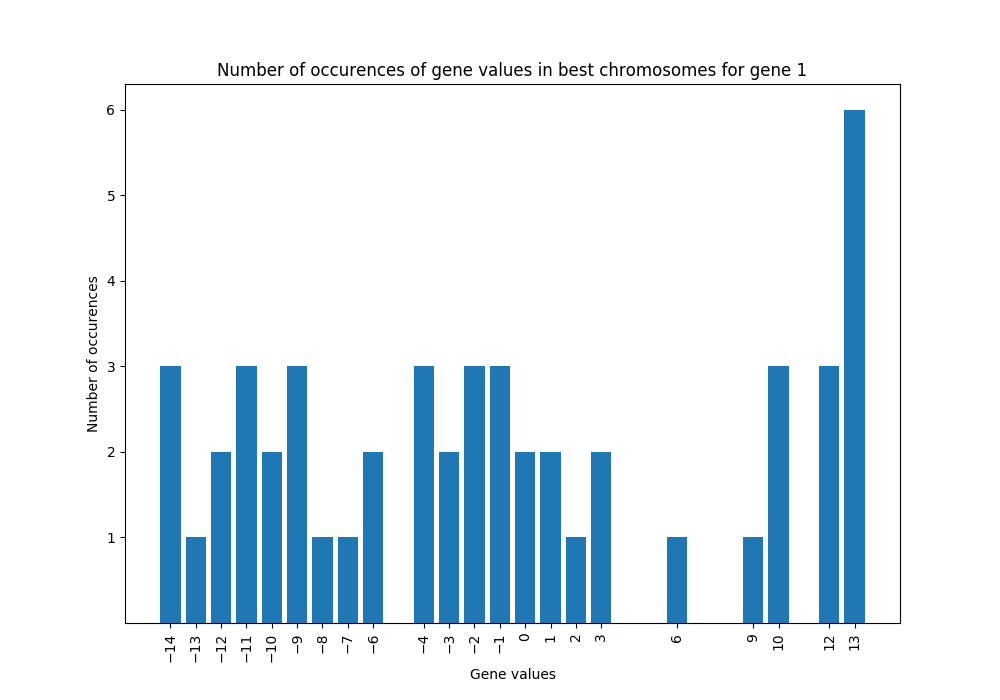 Number of occurences of gene values in best chromosomes for gene 1
6
5
4
3
2
1
Number of occurences
−14 −13 −12 −11 −10 −9 −8 −7 −6 −4 −3 −2 −1 0 1 2 3 6 9 10 12 13
Gene values